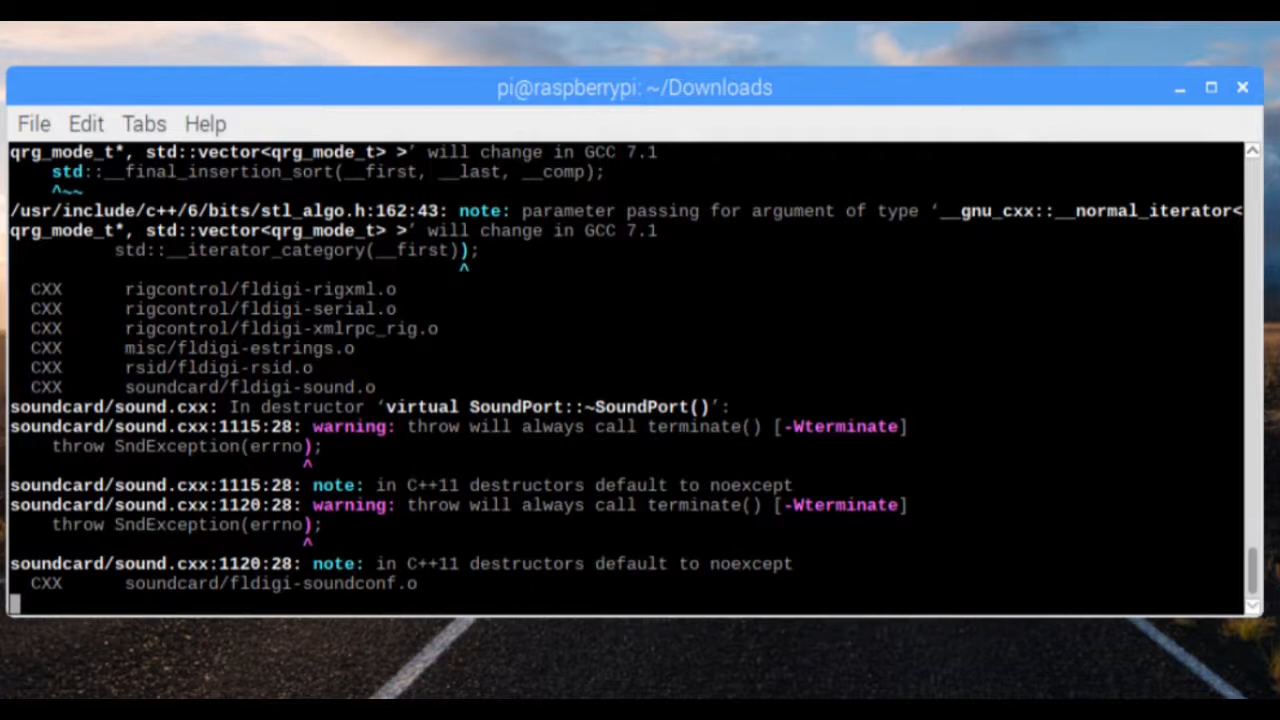 pi@raspberrypi: ~/Downloads
File Edit Tabs Help
qrg_mode_t*, std::vector<qrg_mode_t> >’ will change in GCC 7.1
std::__final_insertion_sort(__first, __last, __comp);
^~~
/usr/include/c++/6/bits/stl_algo.h:162:43: note: parameter passing for argument of type ‘__gnu_cxx::__normal_iterator<
qrg_mode_t*, std::vector<qrg_mode_t> >’ will change in GCC 7.1
std::__iterator_category(__first));
^
CXX rigcontrol/fldigi-rigxml.o
CXX rigcontrol/fldigi-serial.o
CXX rigcontrol/fldigi-xmlrpc_rig.o
CXX misc/fldigi-estrings.o
CXX rsid/fldigi-rsid.o
CXX soundcard/fldigi-sound.o
soundcard/sound.cxx: In destructor ‘virtual SoundPort::~SoundPort()’:
soundcard/sound.cxx:1115:28: warning: throw will always call terminate() [-Wterminate]
throw SndException(errno);
^
soundcard/sound.cxx:1115:28: note: in C++11 destructors default to noexcept
soundcard/sound.cxx:1120:28: warning: throw will always call terminate() [-Wterminate]
throw SndException(errno);
^
soundcard/sound.cxx:1120:28: note: in C++11 destructors default to noexcept
CXX soundcard/fldigi-soundconf.o